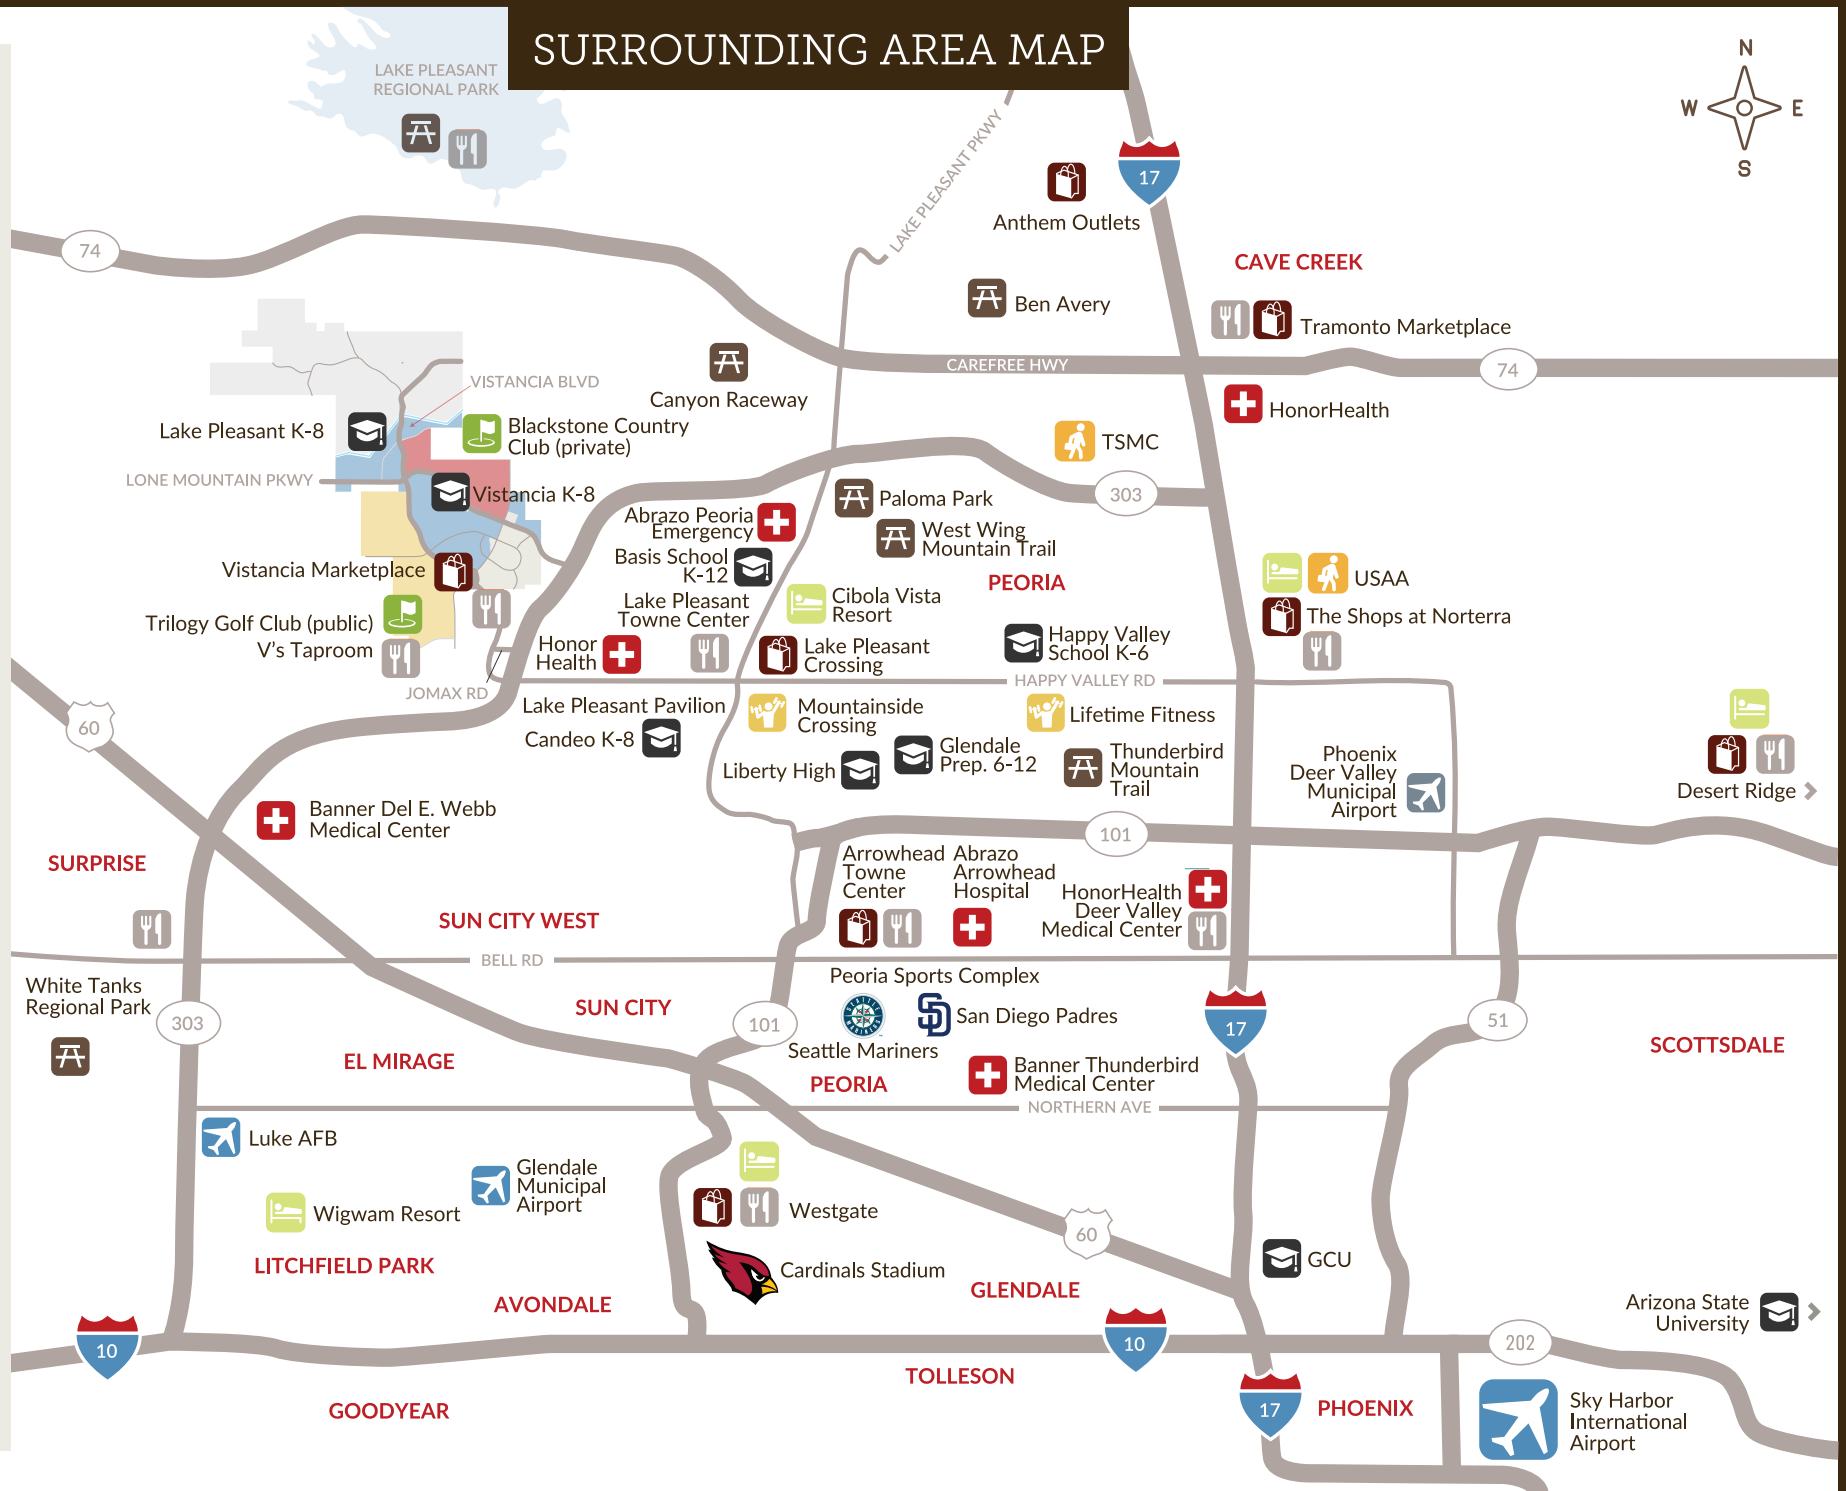 SURROUNDING AREA MAP
N
W
E
S
LAKE PLEASANT
REGIONAL PARK
LAKE PLEASANT PKWY
17
Anthem Outlets
74
CAVE CREEK
Ben Avery
Tramonto Marketplace
CAREFREE HWY
74
VISTANCIA BLVD
Canyon Raceway
HonorHealth
Lake Pleasant K-8
Blackstone Country
Club (private)
TSMC
LONE MOUNTAIN PKWY
Vistancia K-8
303
Paloma Park
Abrazo Peoria
Emergency
West Wing
Mountain Trail
Basis School
K-12
Vistancia Marketplace
PEORIA
USAA
Lake Pleasant
Towne Center
Cibola Vista
Resort
The Shops at Norterra
Trilogy Golf Club (public)
V's Taproom
Honor
Health
Lake Pleasant
Crossing
Happy Valley
School K-6
JOMAX RD
HAPPY VALLEY RD
60
Lake Pleasant Pavilion
Candeo K-8
Mountainside
Crossing
Lifetime Fitness
Liberty High
Glendale
Prep. 6-12
Thunderbird
Mountain
Trail
Phoenix
Deer Valley
Municipal
Airport
Desert Ridge
Banner Del E. Webb
Medical Center
101
SURPRISE
Arrowhead
Towne
Center
Abrazo
Arrowhead
Hospital
HonorHealth
Deer Valley
Medical Center
SUN CITY WEST
BELL RD
White Tanks
Regional Park
Peoria Sports Complex
SUN CITY
303
101
SEATTLE
MARINERS
SD
San Diego Padres
17
51
Seattle Mariners
SCOTTSDALE
EL MIRAGE
PEORIA
Banner Thunderbird
Medical Center
NORTHERN AVE
Luke AFB
Glendale
Municipal
Airport
Wigwam Resort
Westgate
60
LITCHFIELD PARK
Cardinals Stadium
GCU
GLENDALE
AVONDALE
Arizona State
University
10
10
202
TOLLESON
GOODYEAR
17
PHOENIX
Sky Harbor
International
Airport